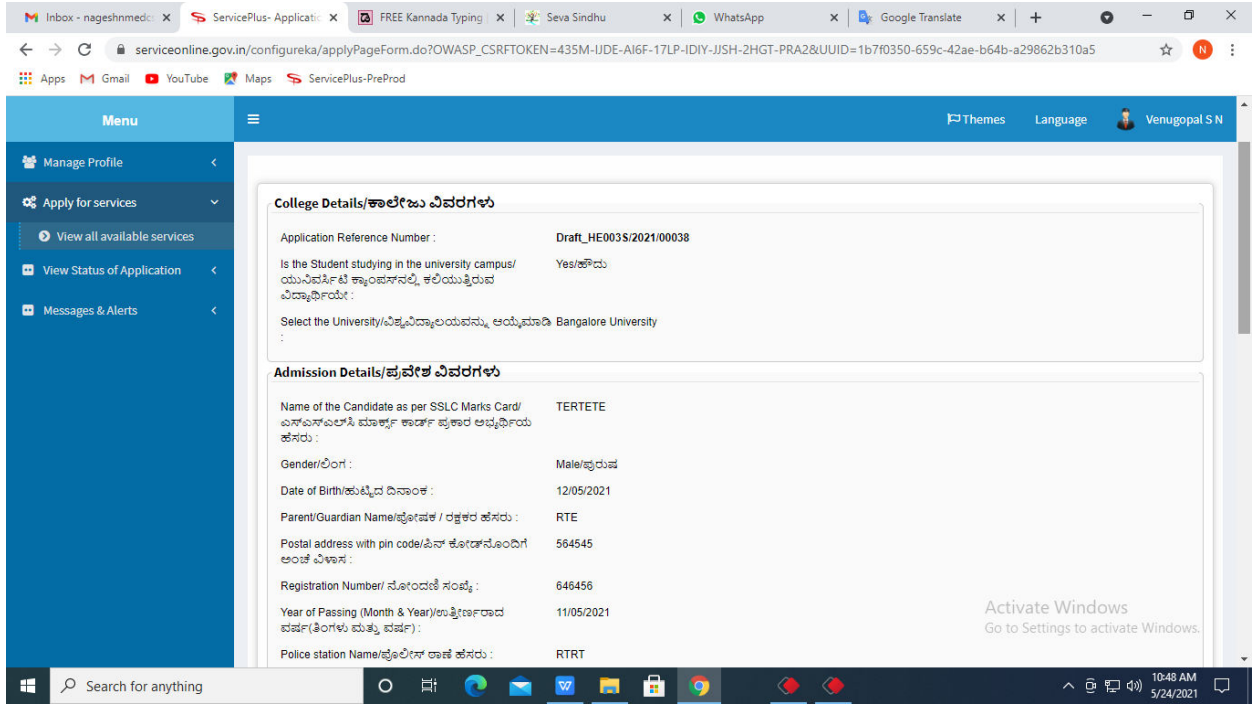 Inbox - nageshnmedc
ServicePlus- Applicatic
FREE Kannada Typing
Seva Sindhu
WhatsApp
Google Translate
serviceonline.gov.in/configureka/applyPageForm.do?OWASP_CSRFTOKEN=435M-IJDE-AI6F-17LP-IDIY-JJSH-2HGT-PRA2&UUID=1b7f0350-659c-42ae-b64b-a29862b310a5
N
Apps Gmail YouTube Maps ServicePlus-PreProd
Menu
Themes Language Venugopal S N
Manage Profile
Apply for services
View all available services
View Status of Application
Messages & Alerts
College Details/ಕಾಲೇಜು ವಿವರಗಳು
Application Reference Number : Draft_HE003S/2021/00038
Is the Student studying in the university campus/ Yes/ಹೌದು
ಯುನಿವರ್ಸಿಟಿ ಕ್ಯಾಂಪಸ್‌ನಲ್ಲಿ ಕಲಿಯುತ್ತಿರುವ
ವಿದ್ಯಾರ್ಥಿಯೇ :
Select the University/ವಿಶ್ವವಿದ್ಯಾಲಯವನ್ನು ಆಯ್ಕೆಮಾಡಿ Bangalore University
:
Admission Details/ಪ್ರವೇಶ ವಿವರಗಳು
Name of the Candidate as per SSLC Marks Card/ TERTETE
ಎಸ್ಎಸ್ಎಲ್‌ಸಿ ಮಾರ್ಕ್ಸ್ ಕಾರ್ಡ್ ಪ್ರಕಾರ ಅಭ್ಯರ್ಥಿಯ
ಹೆಸರು :
Gender/ಲಿಂಗ : Male/ಪುರುಷ
Date of Birth/ಹುಟ್ಟಿದ ದಿನಾಂಕ : 12/05/2021
Parent/Guardian Name/ಪೋಷಕ / ರಕ್ಷಕರ ಹೆಸರು : RTE
Postal address with pin code/ಪಿನ್ ಕೋಡ್‌ನೊಂದಿಗೆ 564545
ಅಂಚೆ ವಿಳಾಸ :
Registration Number/ ನೋಂದಣಿ ಸಂಖ್ಯೆ : 646456
Year of Passing (Month & Year)/ಉತ್ತೀರ್ಣರಾದ 11/05/2021
ವರ್ಷ(ತಿಂಗಳು ಮತ್ತು ವರ್ಷ) :
Police station Name/ಪೊಲೀಸ್ ಠಾಣೆ ಹೆಸರು : RTRT
Activate Windows
Go to Settings to activate Windows.
Search for anything
10:48 AM
5/24/2021